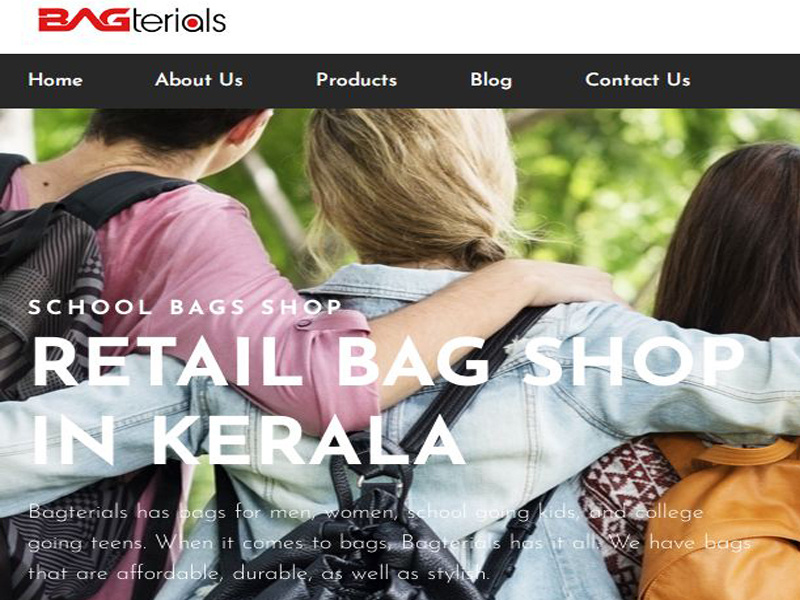 BAGterials
Home About Us Products Blog Contact Us
SCHOOL BAGS SHOP
RETAIL BAG SHOP
IN KERALA
Bagterials has bags for men, women, school going kids, and college
going teens. When it comes to bags, Bagterials has it all. We have bags
that are affordable, durable, as well as stylish.